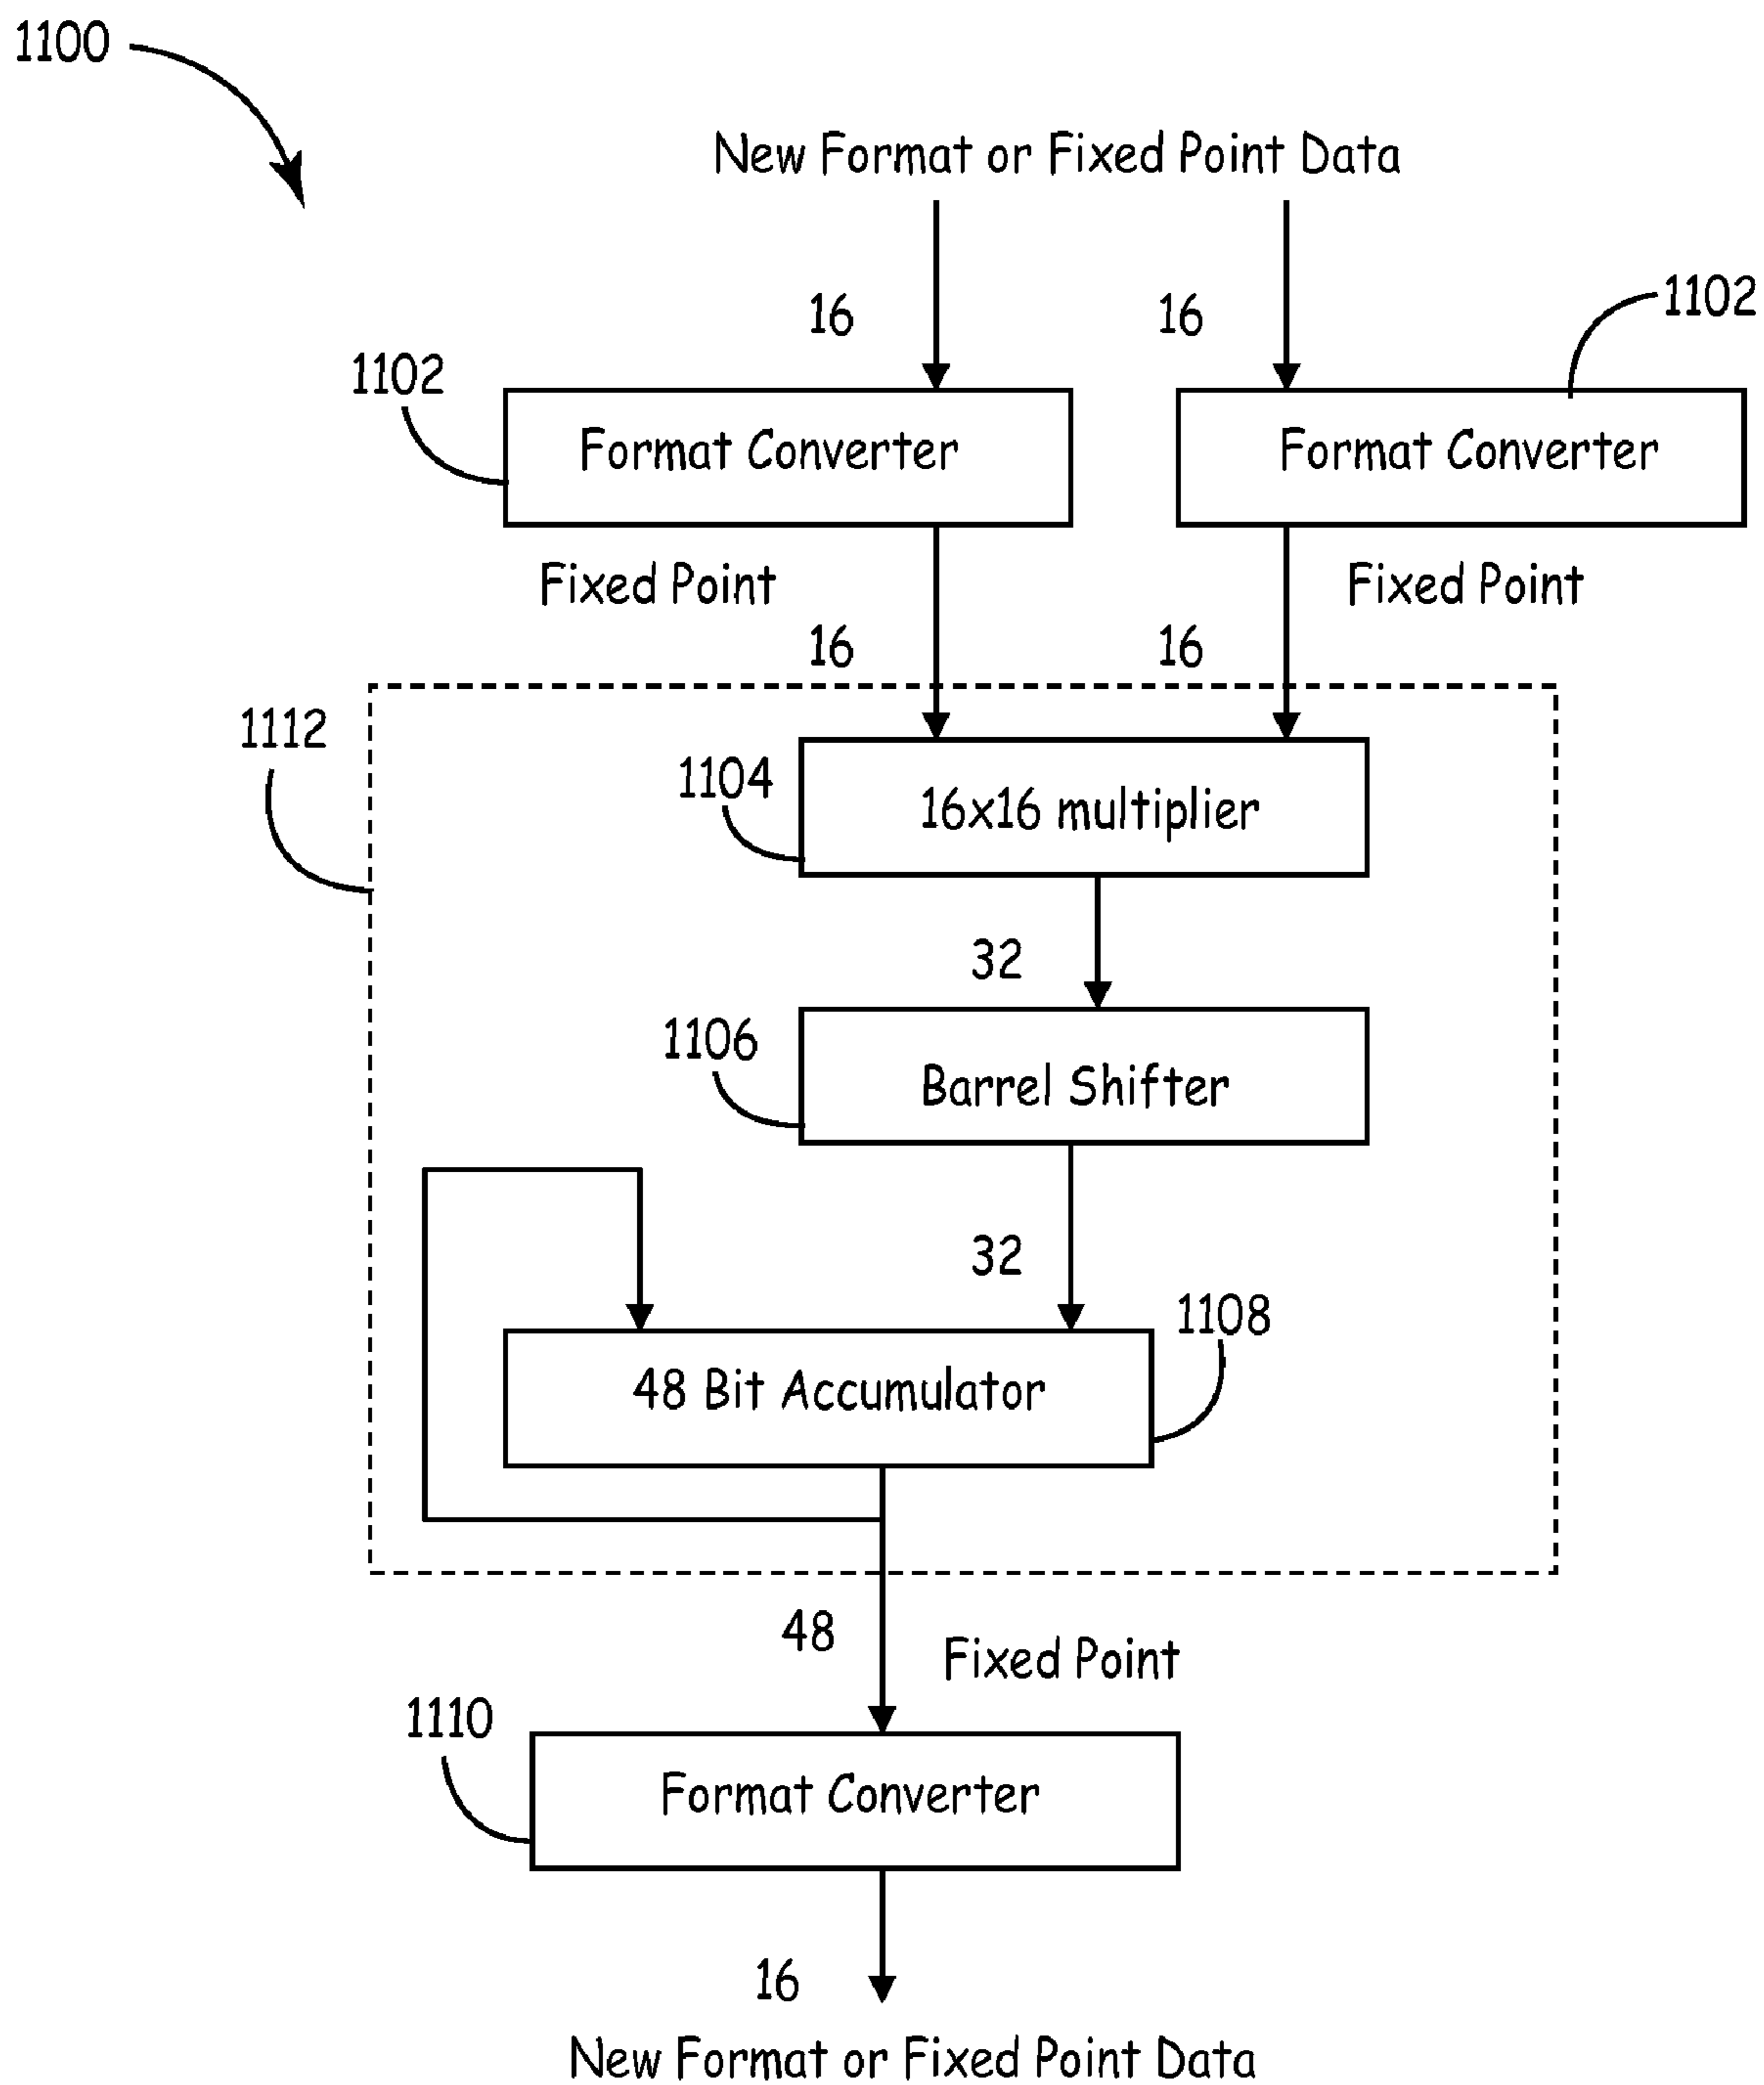 1100
New Format or Fixed Point Data
16
16
1102
1102
Format Converter
Format Converter
Fixed Point
Fixed Point
16
16
1112
1104
16x16 multiplier
32
1106
Barrel Shifter
32
1108
48 Bit Accumulator
48
Fixed Point
1110
Format Converter
16
New Format or Fixed Point Data